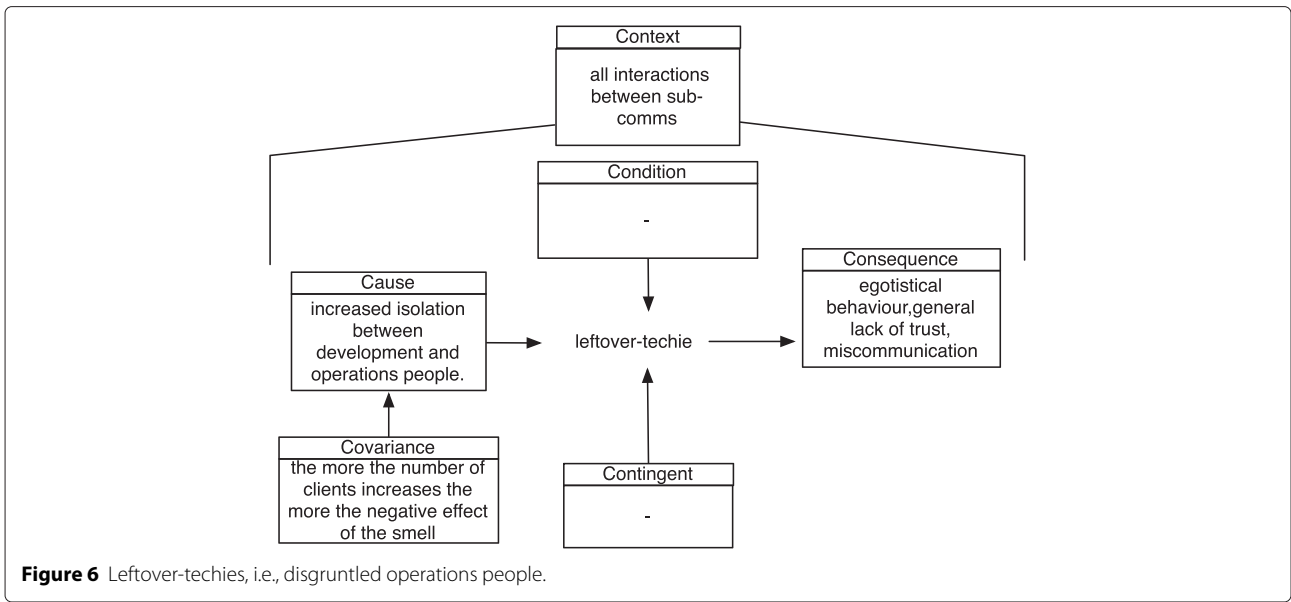 Context
all interactions
between sub-
comms
Condition
-
Consequence
egotistical
behaviour,general
lack of trust,
miscommunication
Cause
increased isolation
between
development and
operations people.
leftover-techie
Covariance
the more the number of
clients increases the
more the negative effect
of the smell
Contingent
-
Figure 6 Leftover-techies, i.e., disgruntled operations people.